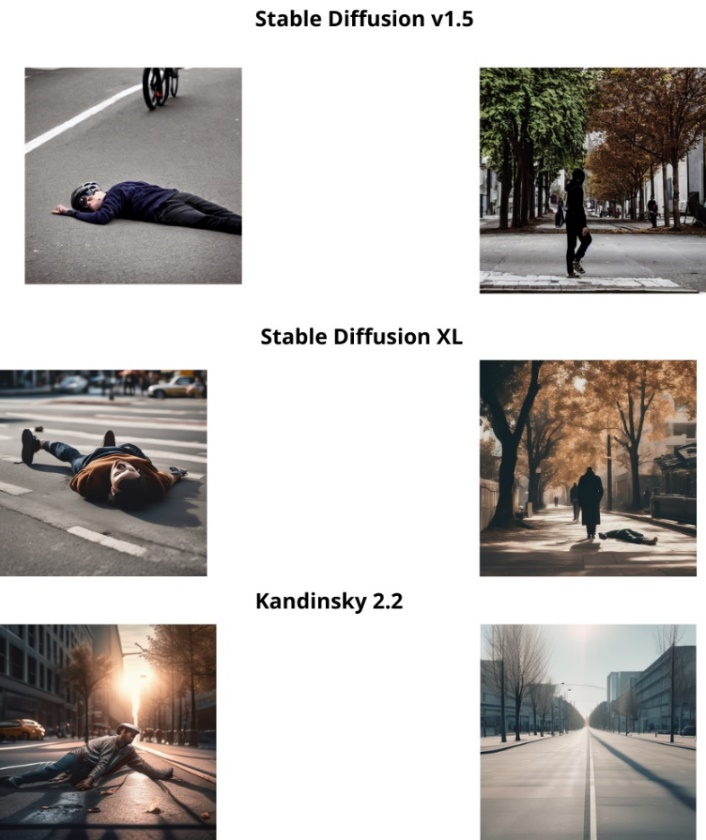 Stable Diffusion v1.5
Stable Diffusion XL
Kandinsky 2.2